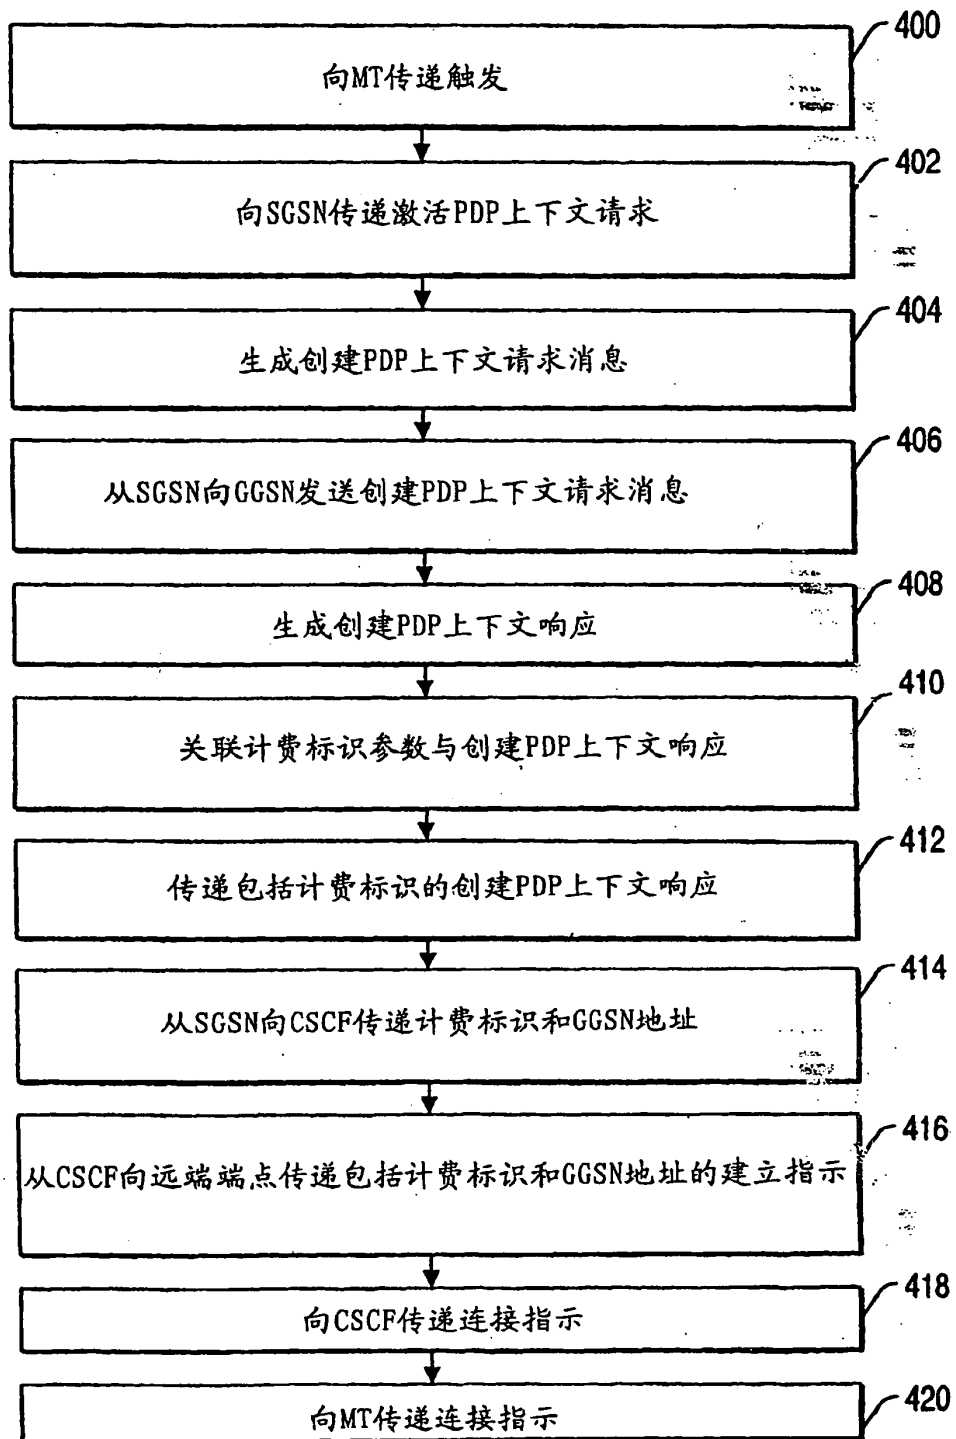 400
向MT传递触发
402
向SGSN传递激活PDP上下文请求
404
生成创建PDP上下文请求消息
406
从SGSN向GGSN发送创建PDP上下文请求消息
408
生成创建PDP上下文响应
410
关联计费标识参数与创建PDP上下文响应
412
传递包括计费标识的创建PDP上下文响应
414
从SGSN向CSCF传递计费标识和GGSN地址
416
从CSCF向远端端点传递包括计费标识和GGSN地址的建立指示
418
向CSCF传递连接指示
420
向MT传递连接指示